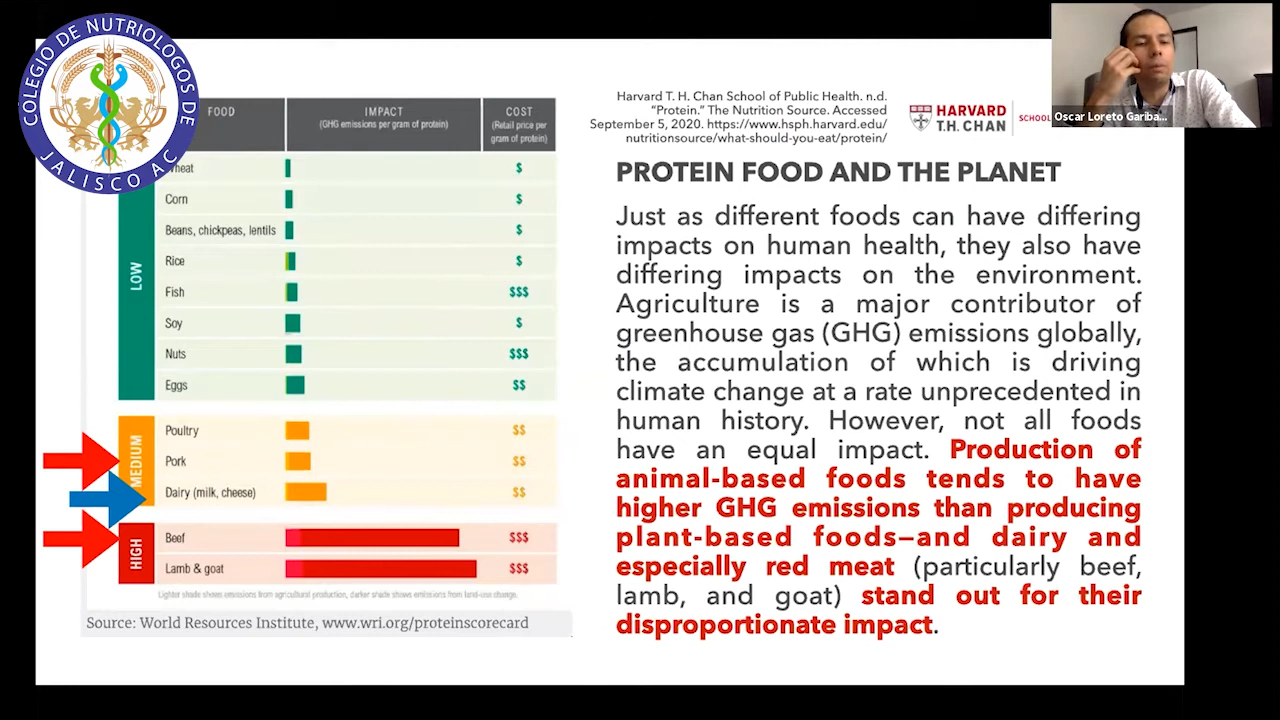 COLEGIO DE NUTRIOLOGOS DE
JALISCO AC
FOOD
IMPACT
(GHG emissions per gram of protein)
COST
(Retail price per
gram of protein)
LOW
Wheat $
Corn $
Beans, chickpeas, lentils $
Rice $
Fish $$$
Soy $
Nuts $$$
Eggs $$
MEDIUM
Poultry $$
Pork $$
Dairy (milk, cheese) $$
HIGH
Beef $$$
Lamb & goat $$$
Lighter shade shows emissions from agricultural production, darker shade shows emissions from land-use change.
Source: World Resources Institute, www.wri.org/proteinscorecard
Harvard T. H. Chan School of Public Health. n.d.
“Protein.” The Nutrition Source. Accessed
September 5, 2020. https://www.hsph.harvard.edu/
nutritionsource/what-should-you-eat/protein/
HARVARD
T.H. CHAN
SCHOOL
Oscar Loreto Gariba...
PROTEIN FOOD AND THE PLANET
Just as different foods can have differing
impacts on human health, they also have
differing impacts on the environment.
Agriculture is a major contributor of
greenhouse gas (GHG) emissions globally,
the accumulation of which is driving
climate change at a rate unprecedented in
human history. However, not all foods
have an equal impact. Production of
animal-based foods tends to have
higher GHG emissions than producing
plant-based foods—and dairy and
especially red meat (particularly beef,
lamb, and goat) stand out for their
disproportionate impact.